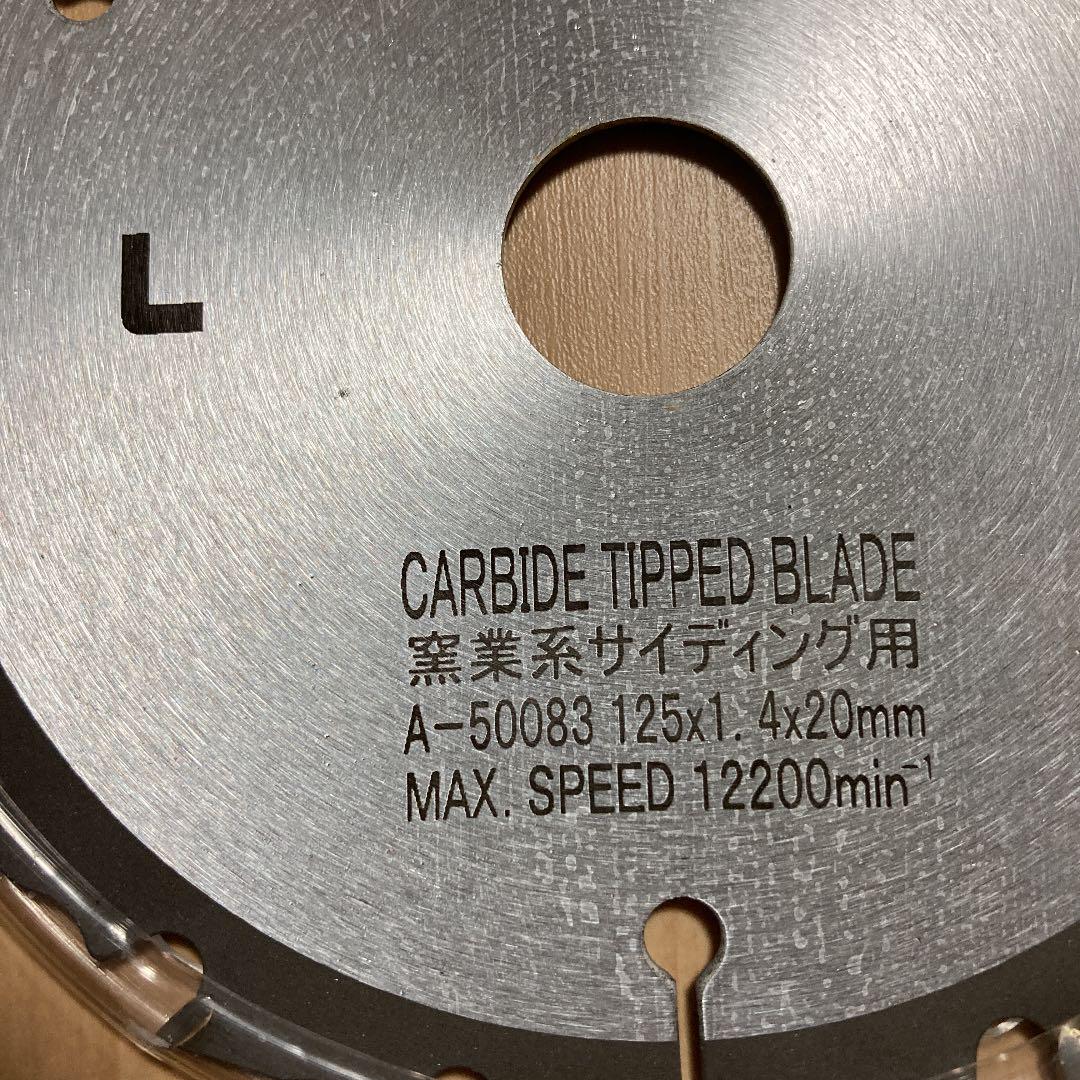 L
CARBIDE TIPPED BLADE
窯業系サイディング用
A-50083 125x1.4x20mm
MAX. SPEED 12200min⁻¹